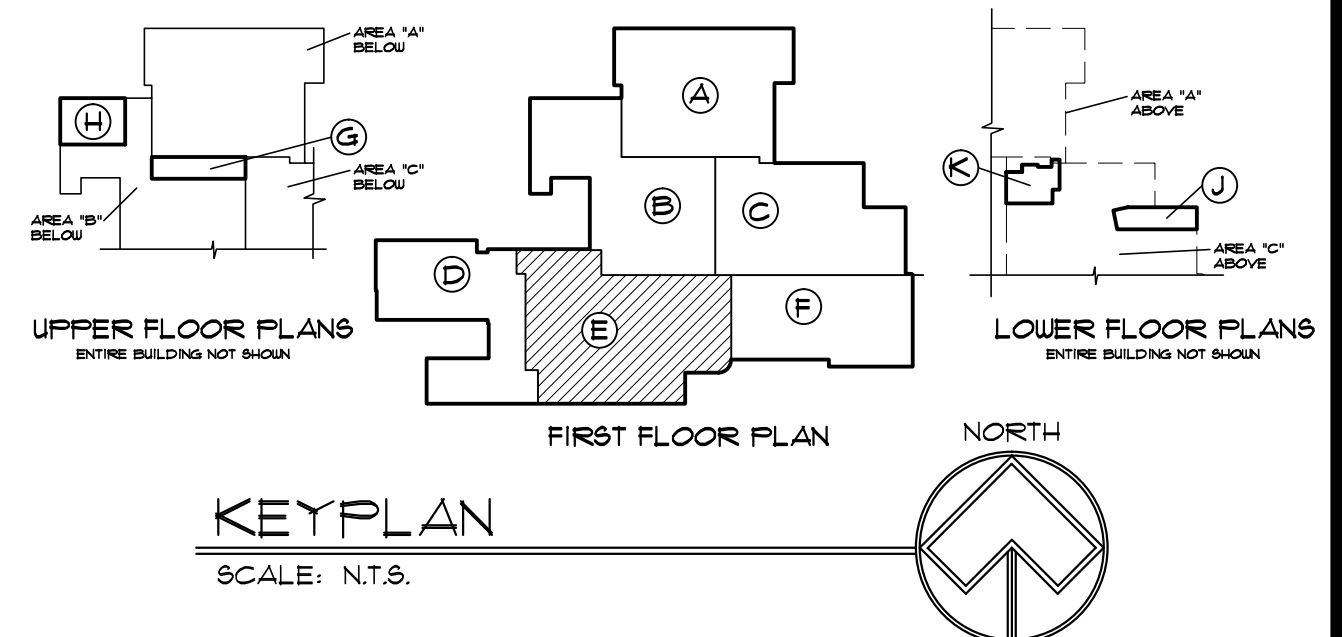 AREA "A"
BELOW
H
G
AREA "C"
BELOW
AREA "B"
BELOW
UPPER FLOOR PLANS
ENTIRE BUILDING NOT SHOWN
A
B
C
D
E
F
FIRST FLOOR PLAN
AREA "A"
ABOVE
K
J
AREA "C"
ABOVE
LOWER FLOOR PLANS
ENTIRE BUILDING NOT SHOWN
NORTH
KEYPLAN
SCALE: N.T.S.